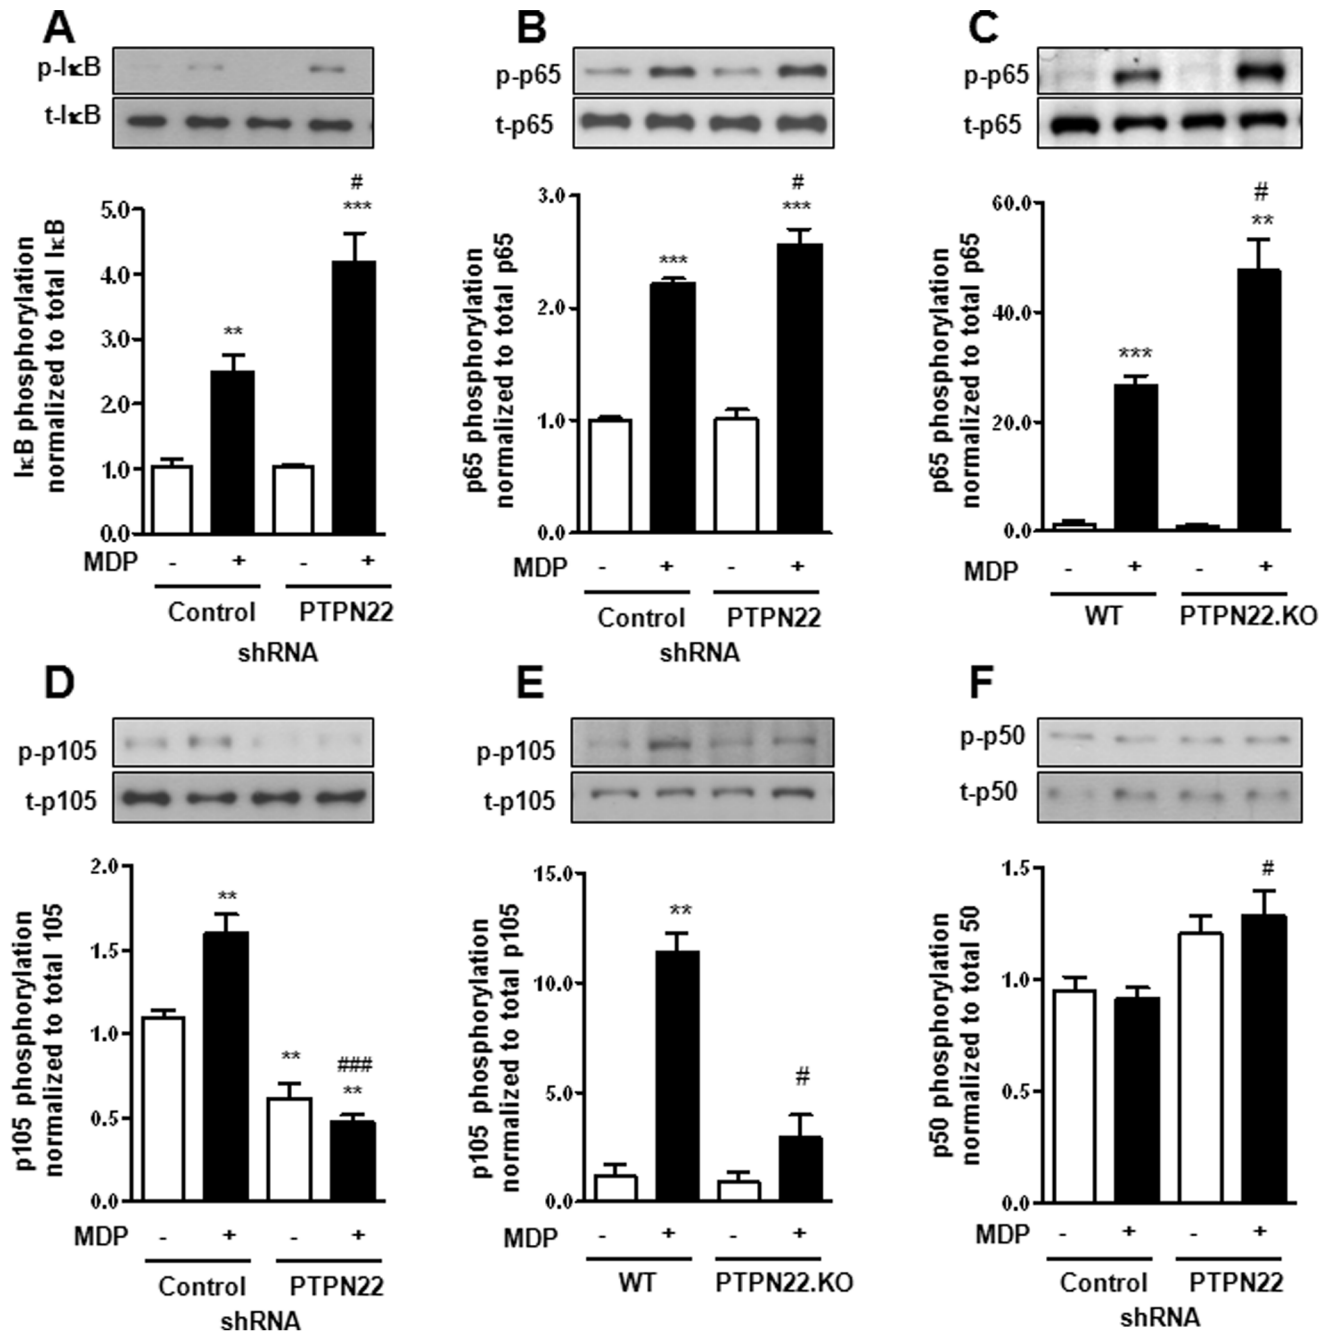 A
p-IκB
t-IκB
IκB phosphorylation
normalized to total IκB
5.0
4.0
3.0
2.0
1.0
0.0
**
#
***
MDP - + - +
Control PTPN22
shRNA
B
p-p65
t-p65
p65 phosphorylation
normalized to total p65
3.0
2.0
1.0
0.0
***
#
***
MDP - + - +
Control PTPN22
shRNA
C
p-p65
t-p65
p65 phosphorylation
normalized to total p65
60.0
40.0
20.0
0.0
***
#
**
MDP - + - +
WT PTPN22.KO
D
p-p105
t-p105
p105 phosphorylation
normalized to total 105
2.0
1.5
1.0
0.5
0.0
**
**
###
**
MDP - + - +
Control PTPN22
shRNA
E
p-p105
t-p105
p105 phosphorylation
normalized to total p105
15.0
10.0
5.0
0.0
**
#
MDP - + - +
WT PTPN22.KO
F
p-p50
t-p50
p50 phosphorylation
normalized to total 50
1.5
1.0
0.5
0.0
#
MDP - + - +
Control PTPN22
shRNA